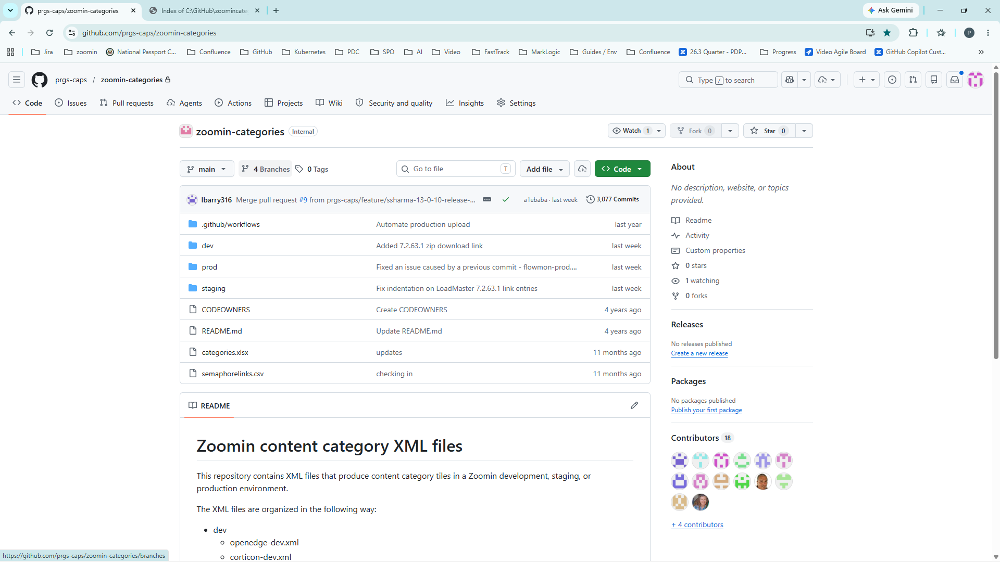 prgs-caps/zoomin-categories
Index of C:\GitHub\zoomincate
Ask Gemini
github.com/prgs-caps/zoomin-categories
P
Jira
zoomin
National Passport C...
Confluence
GitHub
Kubernetes
PDC
SPO
AI
Video
FastTrack
MarkLogic
Guides / Env
Confluence
26.3 Quarter - PDP...
Progress
Video Agile Board
GitHub Copilot Cust...
prgs-caps / zoomin-categories
Type / to search
Code
Issues
Pull requests
Agents
Actions
Projects
Wiki
Security and quality
Insights
Settings
zoomin-categories Internal
Watch 1
Fork 0
Star 0
main
4 Branches
0 Tags
Go to file T
Add file
Code
lbarry316 Merge pull request #9 from prgs-caps/feature/ssharma-13-0-10-release-... a1ebaba · last week 3,077 Commits
.github/workflows Automate production upload last year
dev Added 7.2.63.1 zip download link last week
prod Fixed an issue caused by a previous commit - flowmon-prod.... last week
staging Fix indentation on LoadMaster 7.2.63.1 link entries last week
CODEOWNERS Create CODEOWNERS 4 years ago
README.md Update README.md 4 years ago
categories.xlsx updates 11 months ago
semaphorelinks.csv checking in 11 months ago
README
Zoomin content category XML files
This repository contains XML files that produce content category tiles in a Zoomin development, staging, or
production environment.
The XML files are organized in the following way:
dev
openedge-dev.xml
corticon-dev.xml
About
No description, website, or topics
provided.
Readme
Activity
Custom properties
0 stars
1 watching
0 forks
Releases
No releases published
Create a new release
Packages
No packages published
Publish your first package
Contributors 18
+ 4 contributors
https://github.com/prgs-caps/zoomin-categories/branches